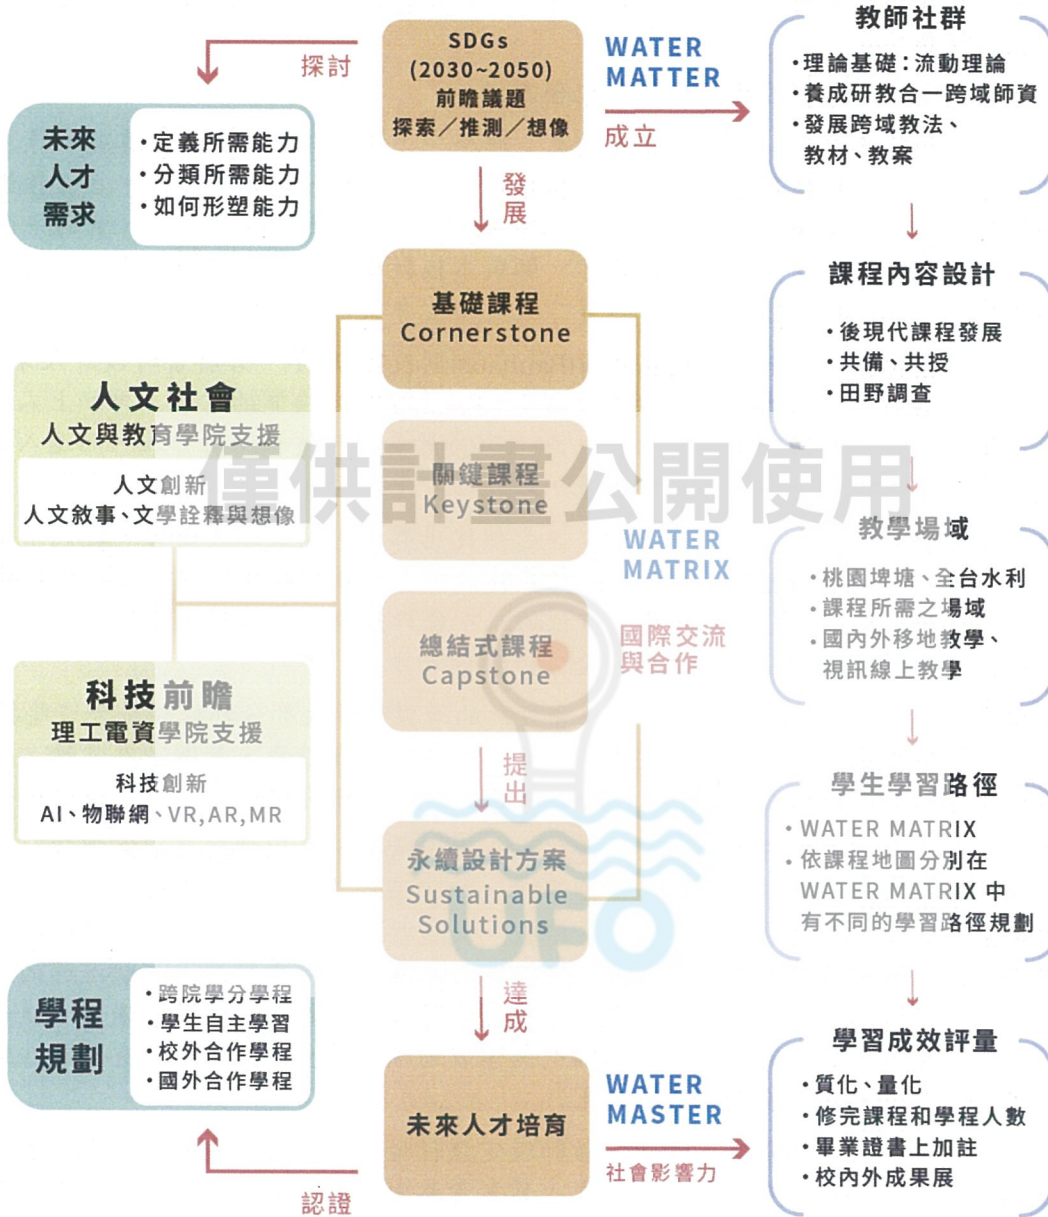 SDGs
(2030~2050)
前瞻議題
探索／推測／想像
探討
未來
人才
需求
・定義所需能力
・分類所需能力
・如何形塑能力
WATER
MATTER
成立
教師社群
・理論基礎：流動理論
・養成研教合一跨域師資
・發展跨域教法、
教材、教案
發展
基礎課程
Cornerstone
關鍵課程
Keystone
總結式課程
Capstone
提出
永續設計方案
Sustainable
Solutions
達成
未來人才培育
人文社會
人文與教育學院支援
人文創新
人文敘事、文學詮釋與想像
科技前瞻
理工電資學院支援
科技創新
AI、物聯網、VR,AR,MR
WATER
MATRIX
國際交流
與合作
課程內容設計
・後現代課程發展
・共備、共授
・田野調查
教學場域
・桃園埤塘、全台水利
・課程所需之場域
・國內外移地教學、
視訊線上教學
學生學習路徑
・WATER MATRIX
・依課程地圖分別在
WATER MATRIX 中
有不同的學習路徑規劃
學程
規劃
・跨院學分學程
・學生自主學習
・校外合作學程
・國外合作學程
認證
WATER
MASTER
社會影響力
學習成效評量
・質化、量化
・修完課程和學程人數
・畢業證書上加註
・校內外成果展
僅供計畫公開使用
UFO